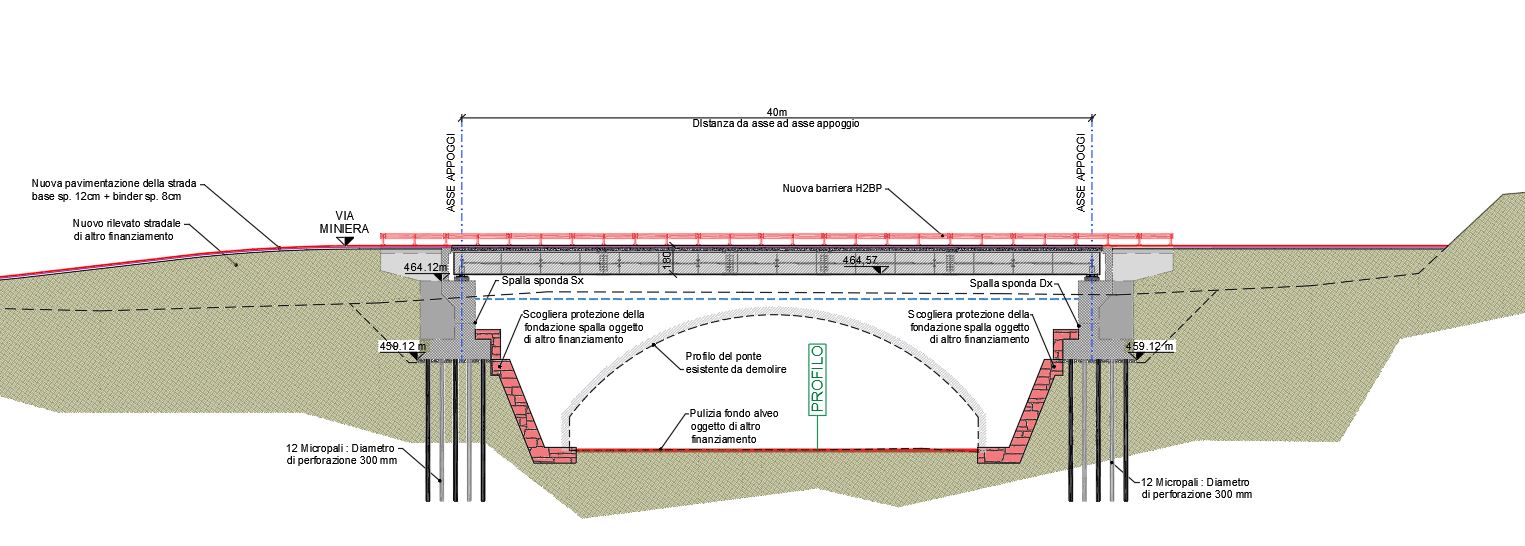 40m
Distanza da asse ad asse appoggio
ASSE APPOGGI
ASSE APPOGGI
Nuova pavimentazione della strada
base sp. 12cm + binder sp. 8cm
Nuova barriera H2BP
VIA
MINIERA
Nuovo rilevato stradale
di altro finanziamento
464.12m
180
464,57
Spalla sponda Sx
Spalla sponda Dx
Scogliera protezione della
fondazione spalla oggetto
di altro finanziamento
Scogliera protezione della
fondazione spalla oggetto
di altro finanziamento
459.12 m
459.12 m
Profilo del ponte
esistente da demolire
PROFILO
Pulizia fondo alveo
oggetto di altro
finanziamento
12 Micropali : Diametro
di perforazione 300 mm
12 Micropali : Diametro
di perforazione 300 mm